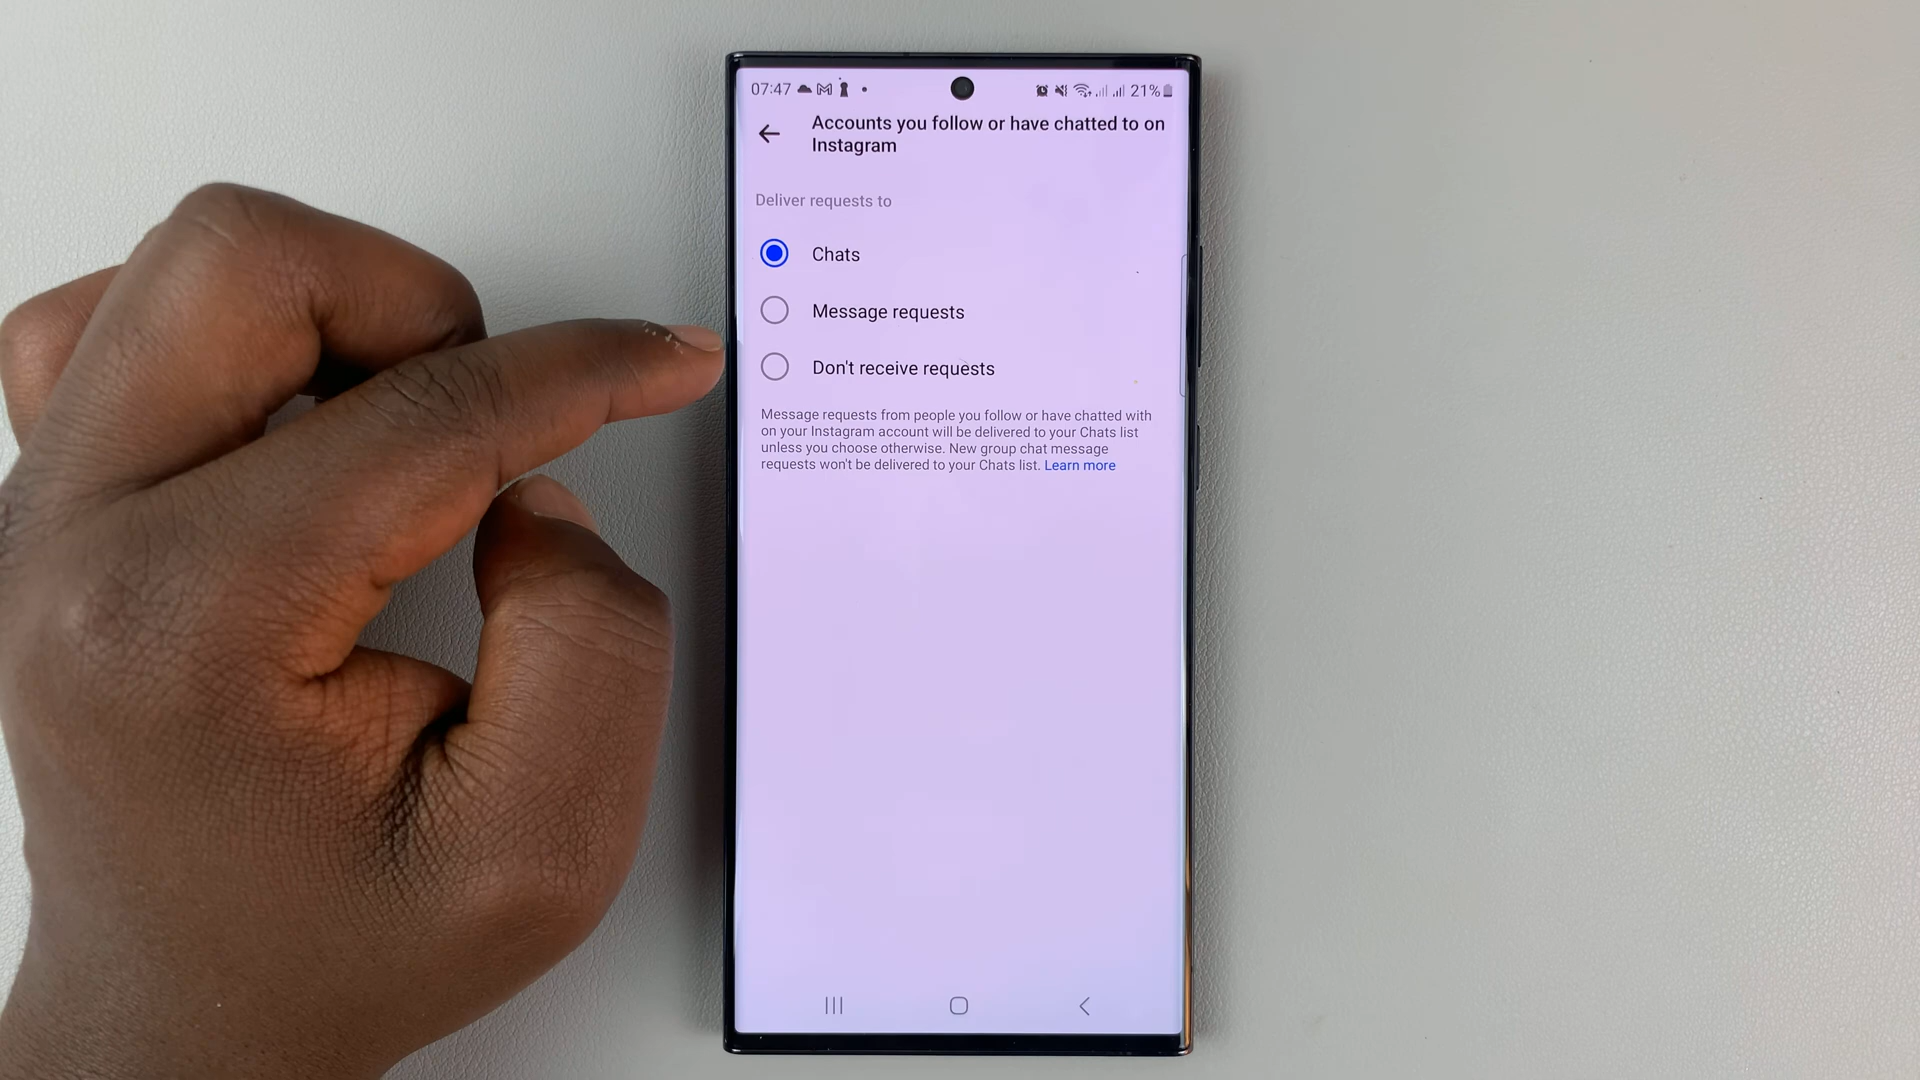 07:47 21%
Accounts you follow or have chatted to on
Instagram
Deliver requests to
Chats
Message requests
Don't receive requests
Message requests from people you follow or have chatted with
on your Instagram account will be delivered to your Chats list
unless you choose otherwise. New group chat message
requests won't be delivered to your Chats list. Learn more